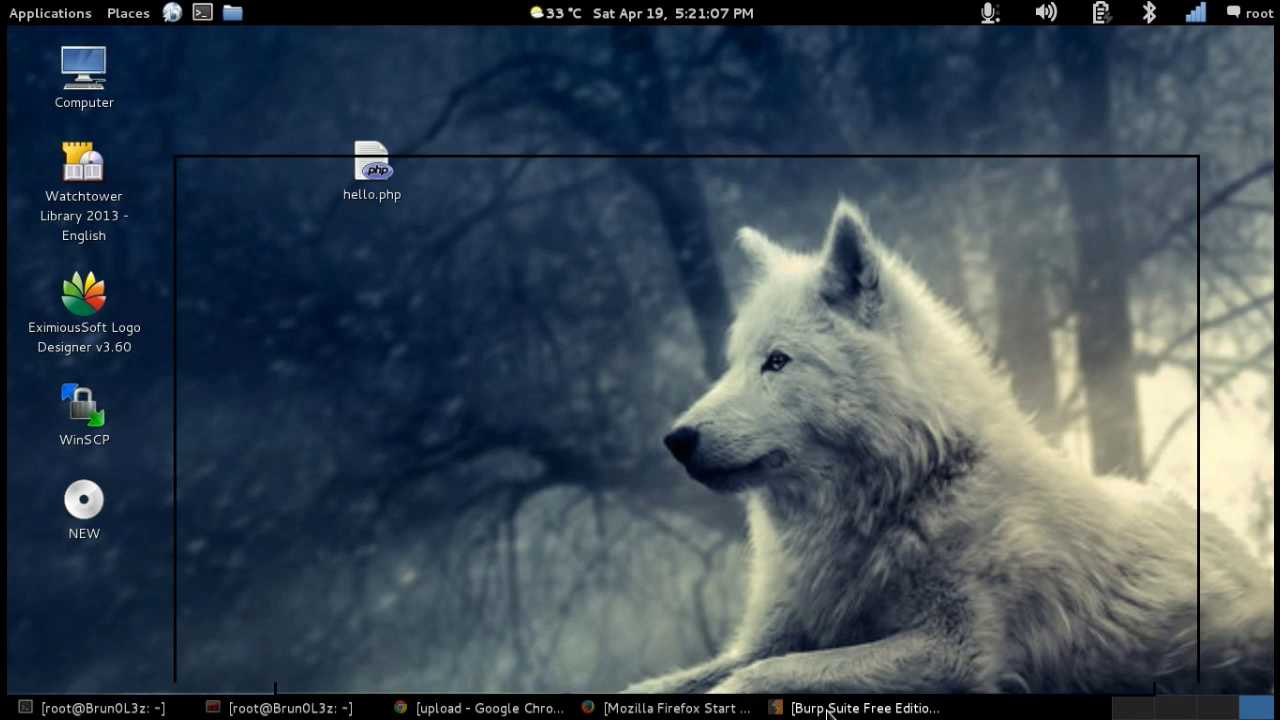 Applications Places 33 °C Sat Apr 19, 5:21:07 PM root
Computer
Watchtower
Library 2013 -
English
php
hello.php
EximiousSoft Logo
Designer v3.60
WinSCP
NEW
[root@Brun0L3z: ~] [root@Brun0L3z: ~] [upload - Google Chro... [Mozilla Firefox Start ... [Burp Suite Free Editio...